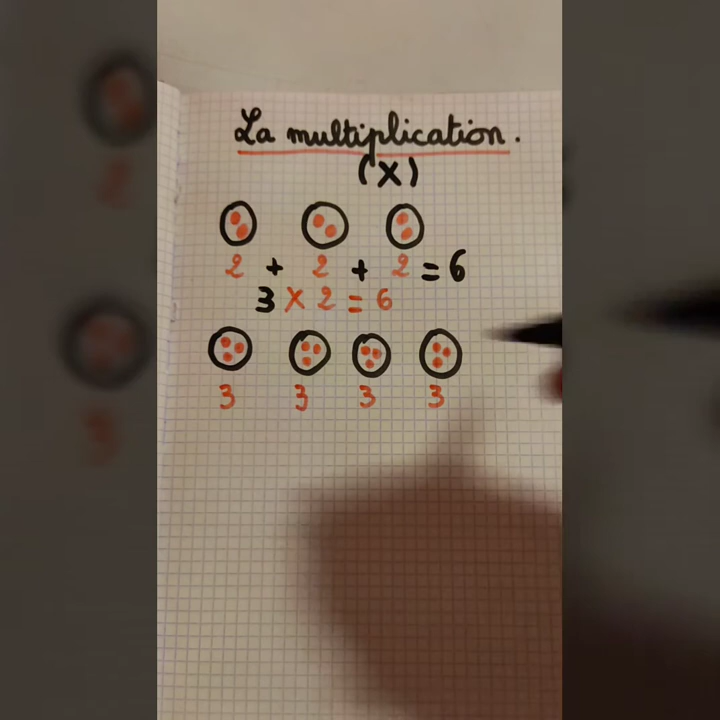 La multiplication.
(X)
2 + 2 + 2 = 6
3 X 2 = 6
3 3 3 3